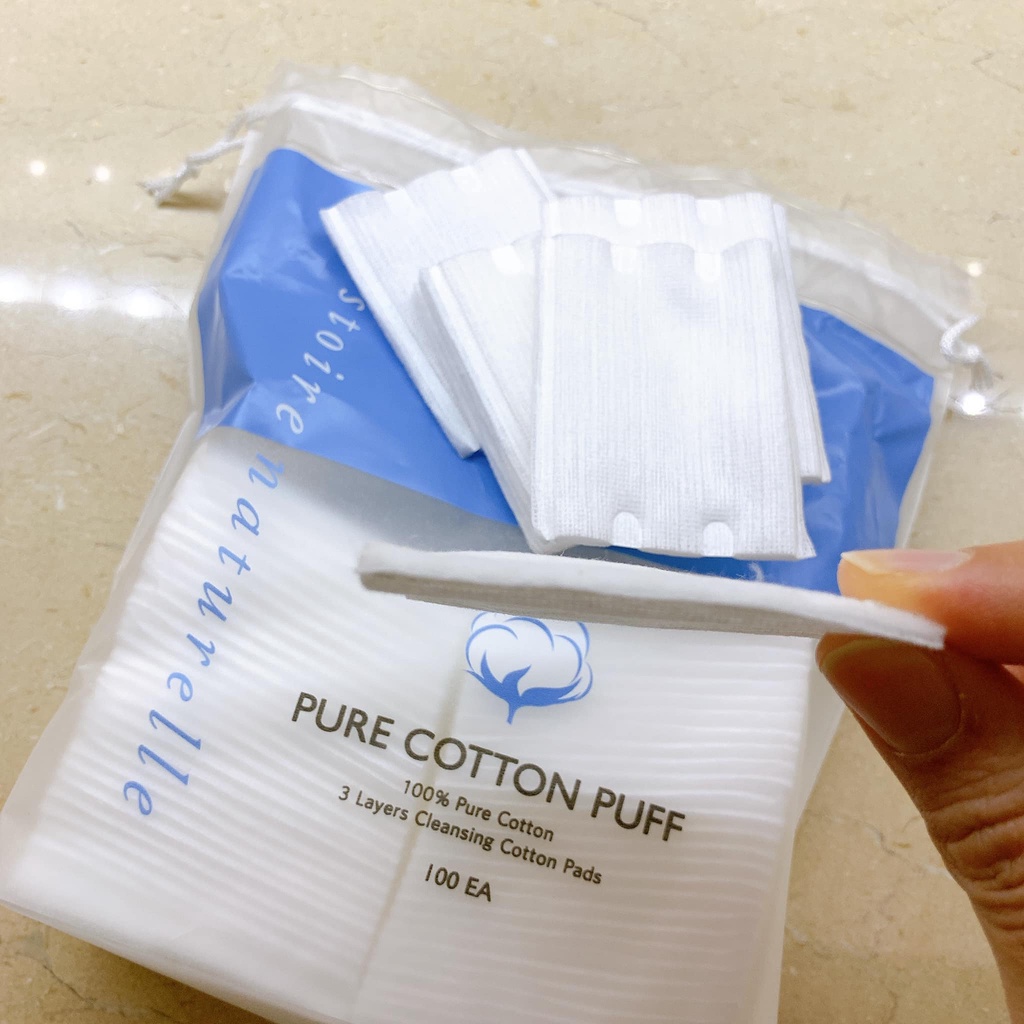 stoire naturelle
PURE COTTON PUFF
100% Pure Cotton
3 Layers Cleansing Cotton Pads
100 EA